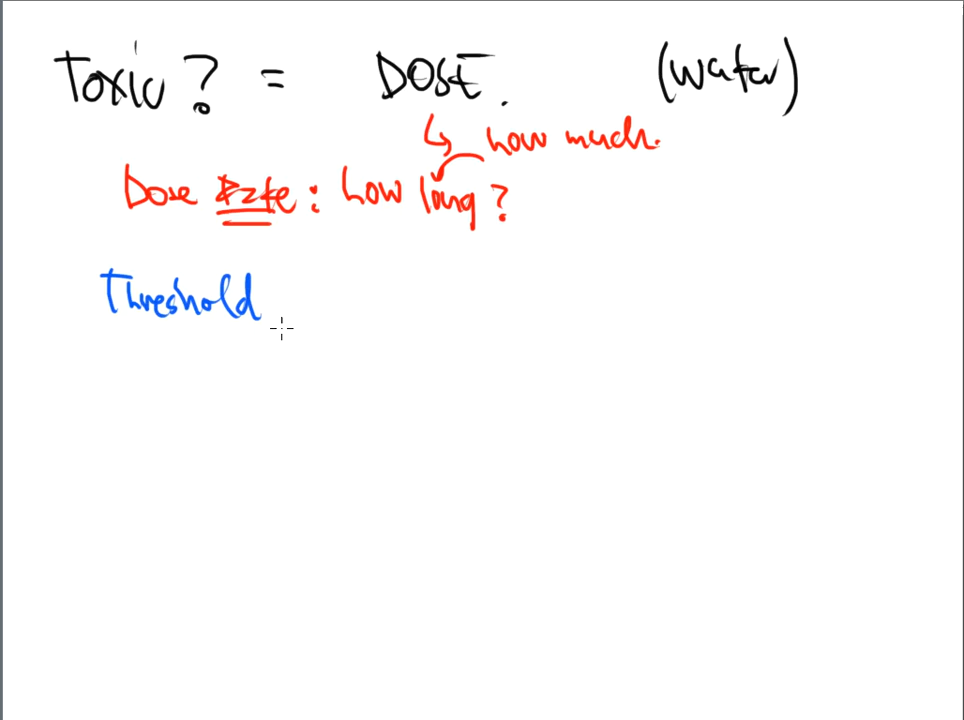 Toxic? = DOSE. (water)
how much.
Dose Rate: how long?
Threshold